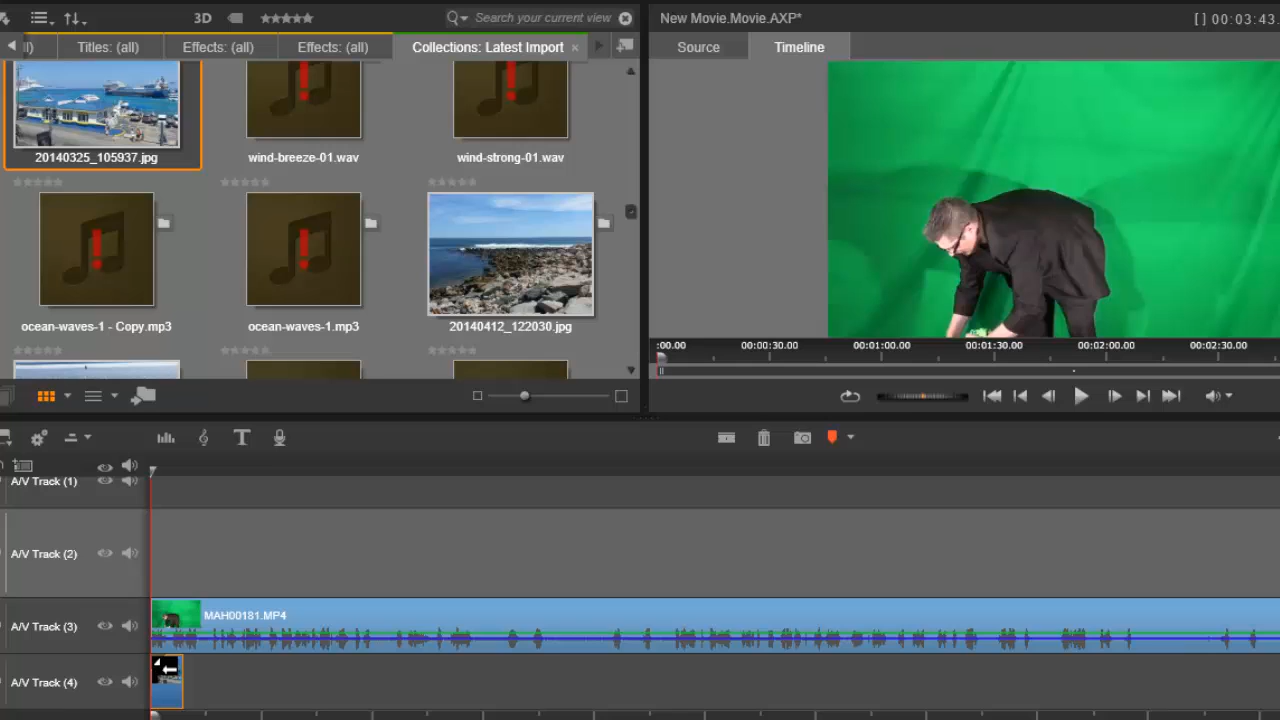 3D
Search your current view
l)
Titles: (all)
Effects: (all)
Effects: (all)
Collections: Latest Import
20140325_105937.jpg
wind-breeze-01.wav
wind-strong-01.wav
ocean-waves-1 - Copy.mp3
ocean-waves-1.mp3
20140412_122030.jpg
New Movie.Movie.AXP*
[ ] 00:03:43.
Source
Timeline
:00.00
00:00:30.00
00:01:00.00
00:01:30.00
00:02:00.00
00:02:30.00
A/V Track (1)
A/V Track (2)
A/V Track (3)
MAH00181.MP4
A/V Track (4)